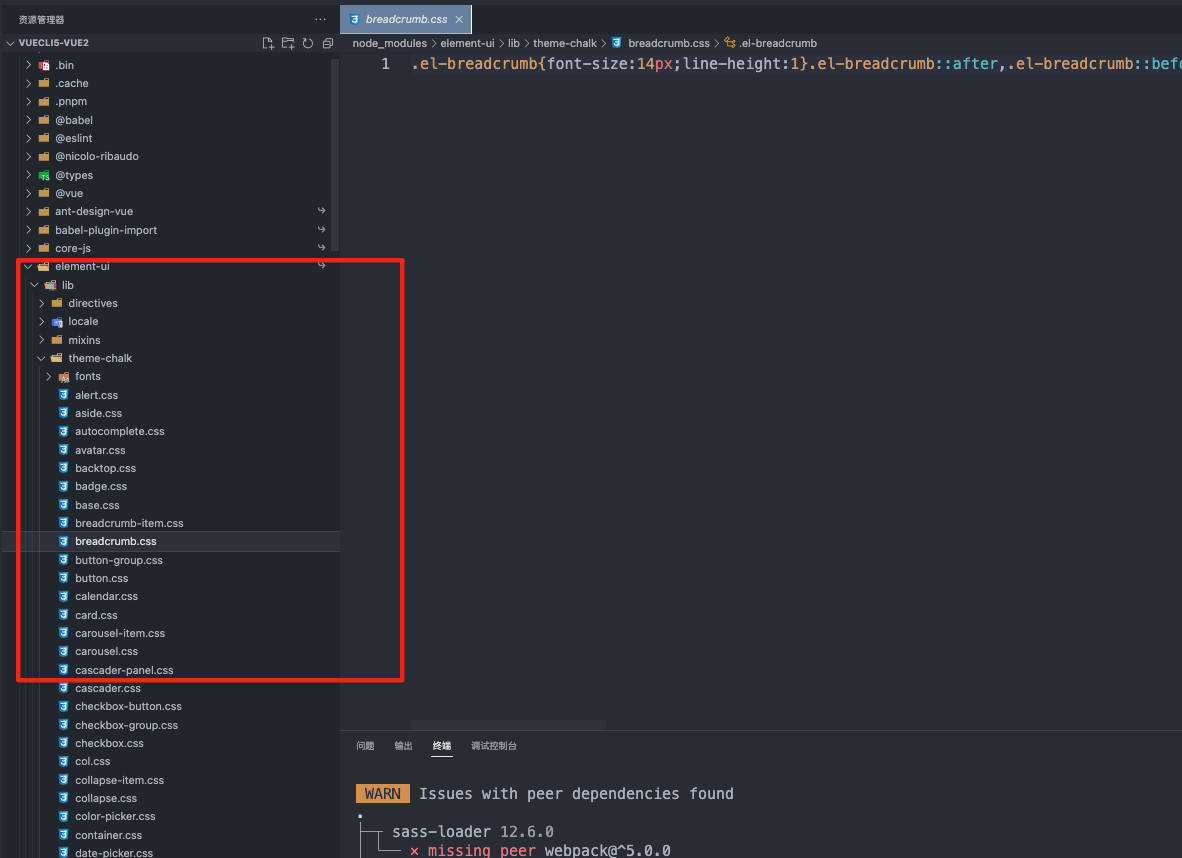 资源管理器
VUECLI5-VUE2
.bin
.cache
.pnpm
@babel
@eslint
@nicolo-ribaudo
@types
@vue
ant-design-vue
babel-plugin-import
core-js
element-ui
lib
directives
locale
mixins
theme-chalk
fonts
alert.css
aside.css
autocomplete.css
avatar.css
backtop.css
badge.css
base.css
breadcrumb-item.css
breadcrumb.css
button-group.css
button.css
calendar.css
card.css
carousel-item.css
carousel.css
cascader-panel.css
cascader.css
checkbox-button.css
checkbox-group.css
checkbox.css
col.css
collapse-item.css
collapse.css
color-picker.css
container.css
date-picker.css
breadcrumb.css
node_modules > element-ui > lib > theme-chalk > breadcrumb.css > .el-breadcrumb
1 .el-breadcrumb{font-size:14px;line-height:1}.el-breadcrumb::after,.el-breadcrumb::befo
问题 输出 终端 调试控制台
WARN Issues with peer dependencies found
.
├─┬ sass-loader 12.6.0
│ └── ✕ missing peer webpack@^5.0.0